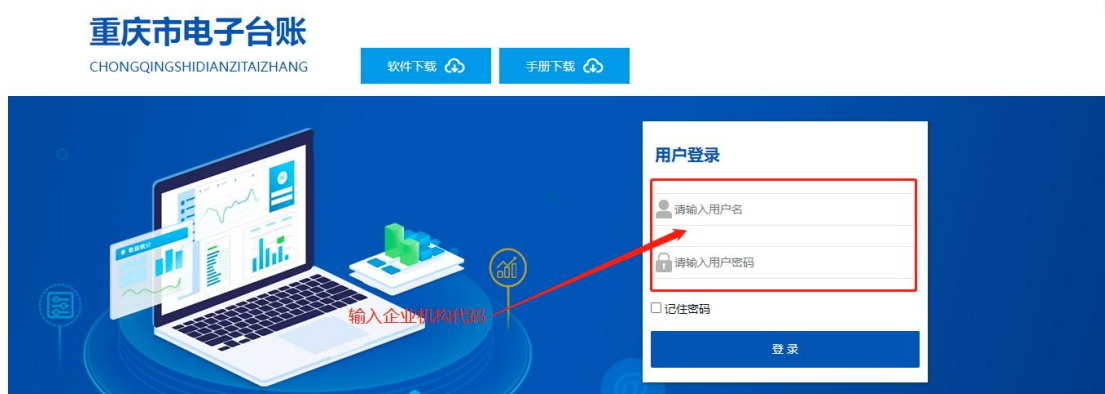 重庆市电子台账
CHONGQINGSHIDIANZITAIZHANG
软件下载
手册下载
用户登录
请输入用户名
请输入用户密码
输入企业机构代码
记住密码
登录